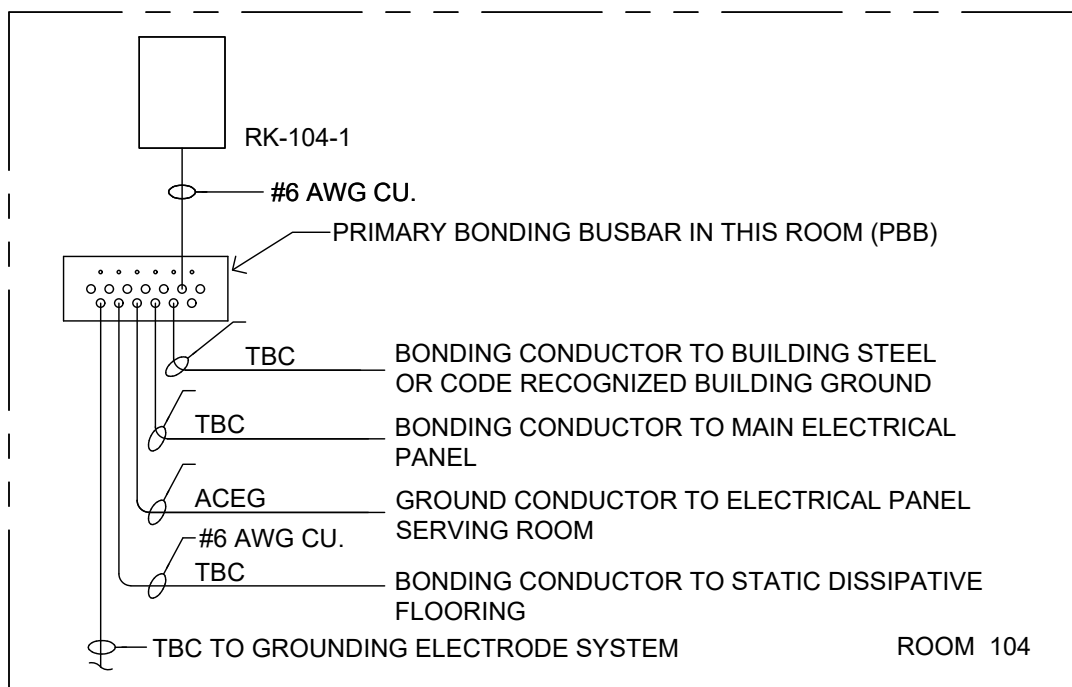 RK-104-1
#6 AWG CU.
PRIMARY BONDING BUSBAR IN THIS ROOM (PBB)
TBC
BONDING CONDUCTOR TO BUILDING STEEL
OR CODE RECOGNIZED BUILDING GROUND
TBC
BONDING CONDUCTOR TO MAIN ELECTRICAL
PANEL
ACEG
GROUND CONDUCTOR TO ELECTRICAL PANEL
SERVING ROOM
#6 AWG CU.
TBC
BONDING CONDUCTOR TO STATIC DISSIPATIVE
FLOORING
TBC TO GROUNDING ELECTRODE SYSTEM
ROOM 104